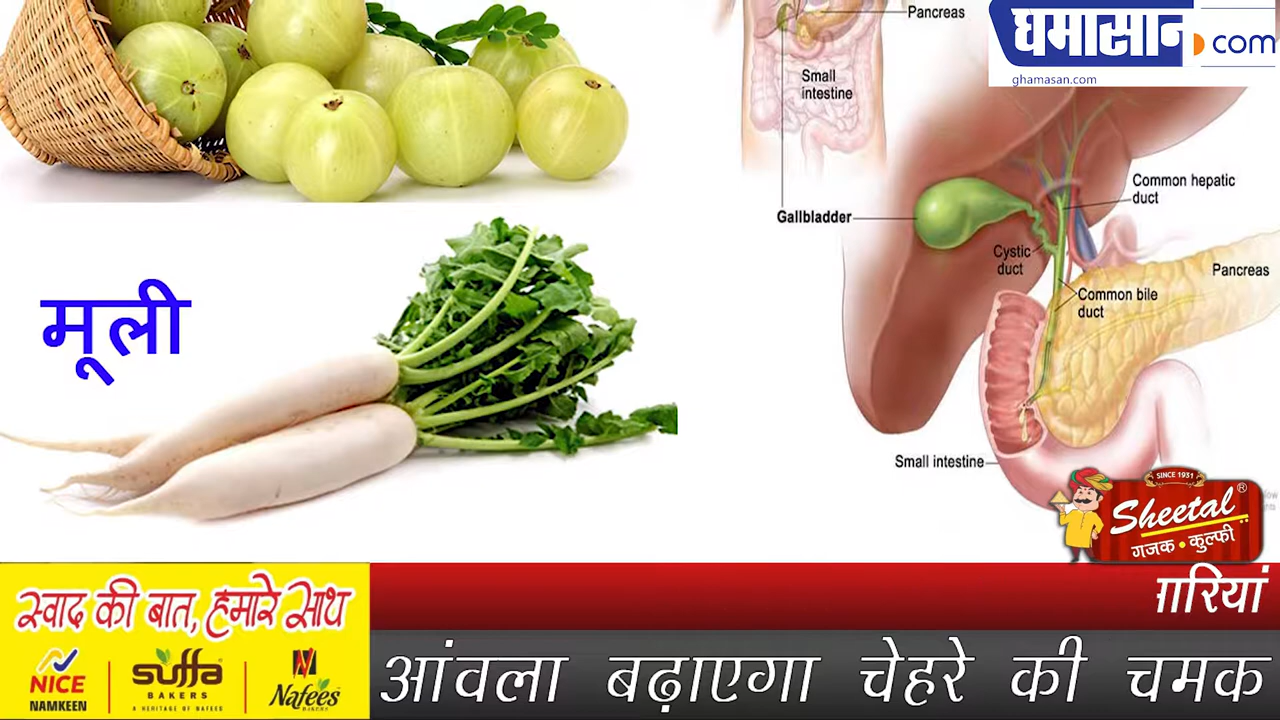 Pancreas
घमासान.com
ghamasan.com
Small
intestine
Common hepatic
duct
Gallbladder
Cystic
duct
Pancreas
Common bile
duct
मूली
Small intestine
SINCE 1931
Sheetal®
गजक • कुल्फी
स्वाद की बात, हमारे साथ
NICE
NAMKEEN
Suffa
BAKERS
A HERITAGE OF NAFEES
Nafees
BAKERS
ारियां
आंवला बढ़ाएगा चेहरे की चमक